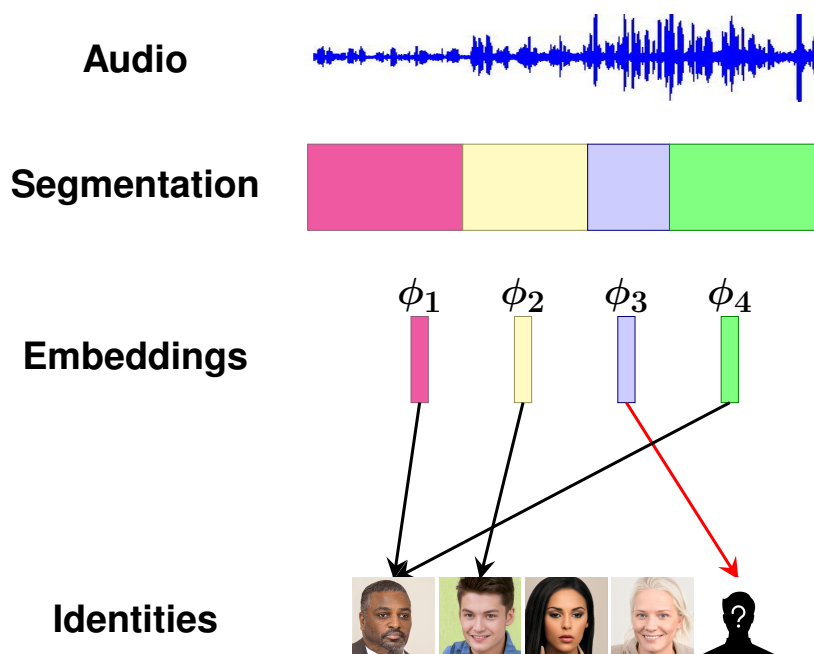 Audio
Segmentation
ϕ1 ϕ2 ϕ3 ϕ4
Embeddings
Identities
?